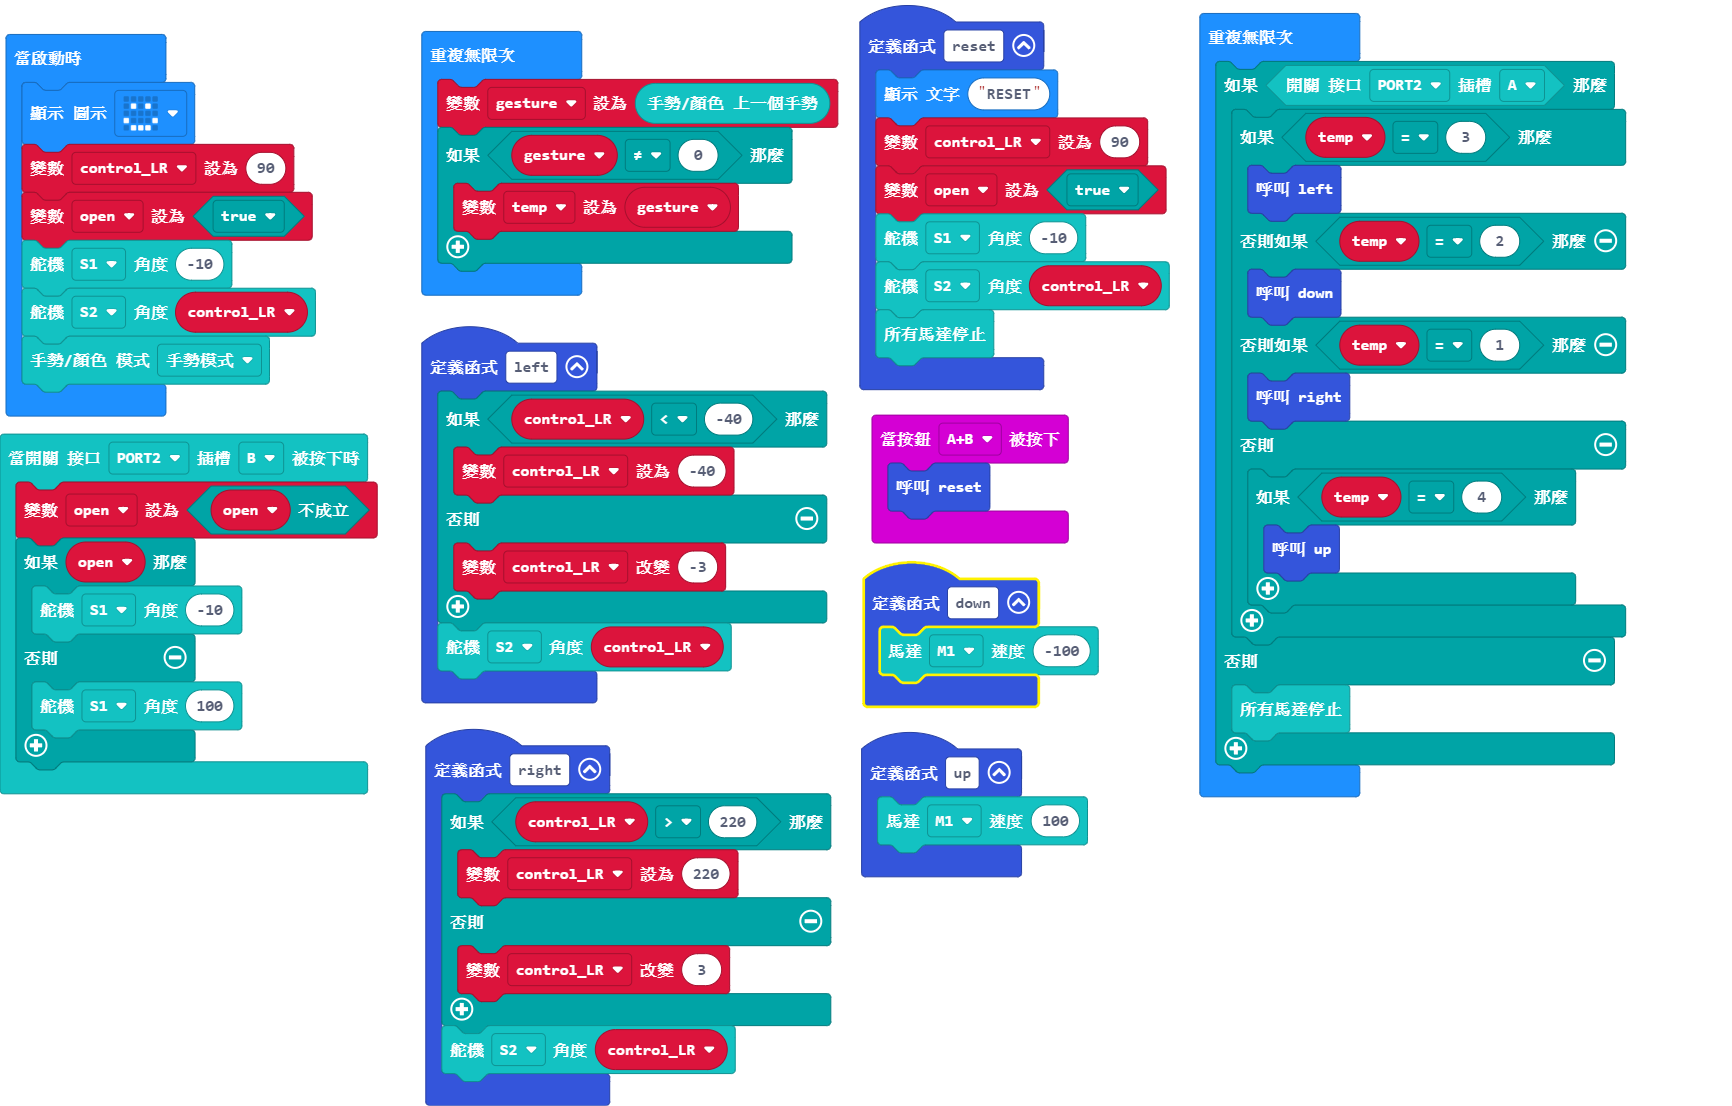 當啟動時
顯示 圖示
變數 control_LR 設為 90
變數 open 設為 true
舵機 S1 角度 -10
舵機 S2 角度 control_LR
手勢/顏色 模式 手勢模式
當開關 接口 PORT2 插槽 B 被按下時
變數 open 設為 open 不成立
如果 open 那麼
舵機 S1 角度 -10
否則
舵機 S1 角度 100
重複無限次
變數 gesture 設為 手勢/顏色 上一個手勢
如果 gesture ≠ 0 那麼
變數 temp 設為 gesture
定義函式 left
如果 control_LR < -40 那麼
變數 control_LR 設為 -40
否則
變數 control_LR 改變 -3
舵機 S2 角度 control_LR
定義函式 right
如果 control_LR > 220 那麼
變數 control_LR 設為 220
否則
變數 control_LR 改變 3
舵機 S2 角度 control_LR
定義函式 reset
顯示 文字 "RESET"
變數 control_LR 設為 90
變數 open 設為 true
舵機 S1 角度 -10
舵機 S2 角度 control_LR
所有馬達停止
當按鈕 A+B 被按下
呼叫 reset
定義函式 down
馬達 M1 速度 -100
定義函式 up
馬達 M1 速度 100
重複無限次
如果 開關 接口 PORT2 插槽 A 那麼
如果 temp = 3 那麼
呼叫 left
否則如果 temp = 2 那麼
呼叫 down
否則如果 temp = 1 那麼
呼叫 right
否則
如果 temp = 4 那麼
呼叫 up
否則
所有馬達停止